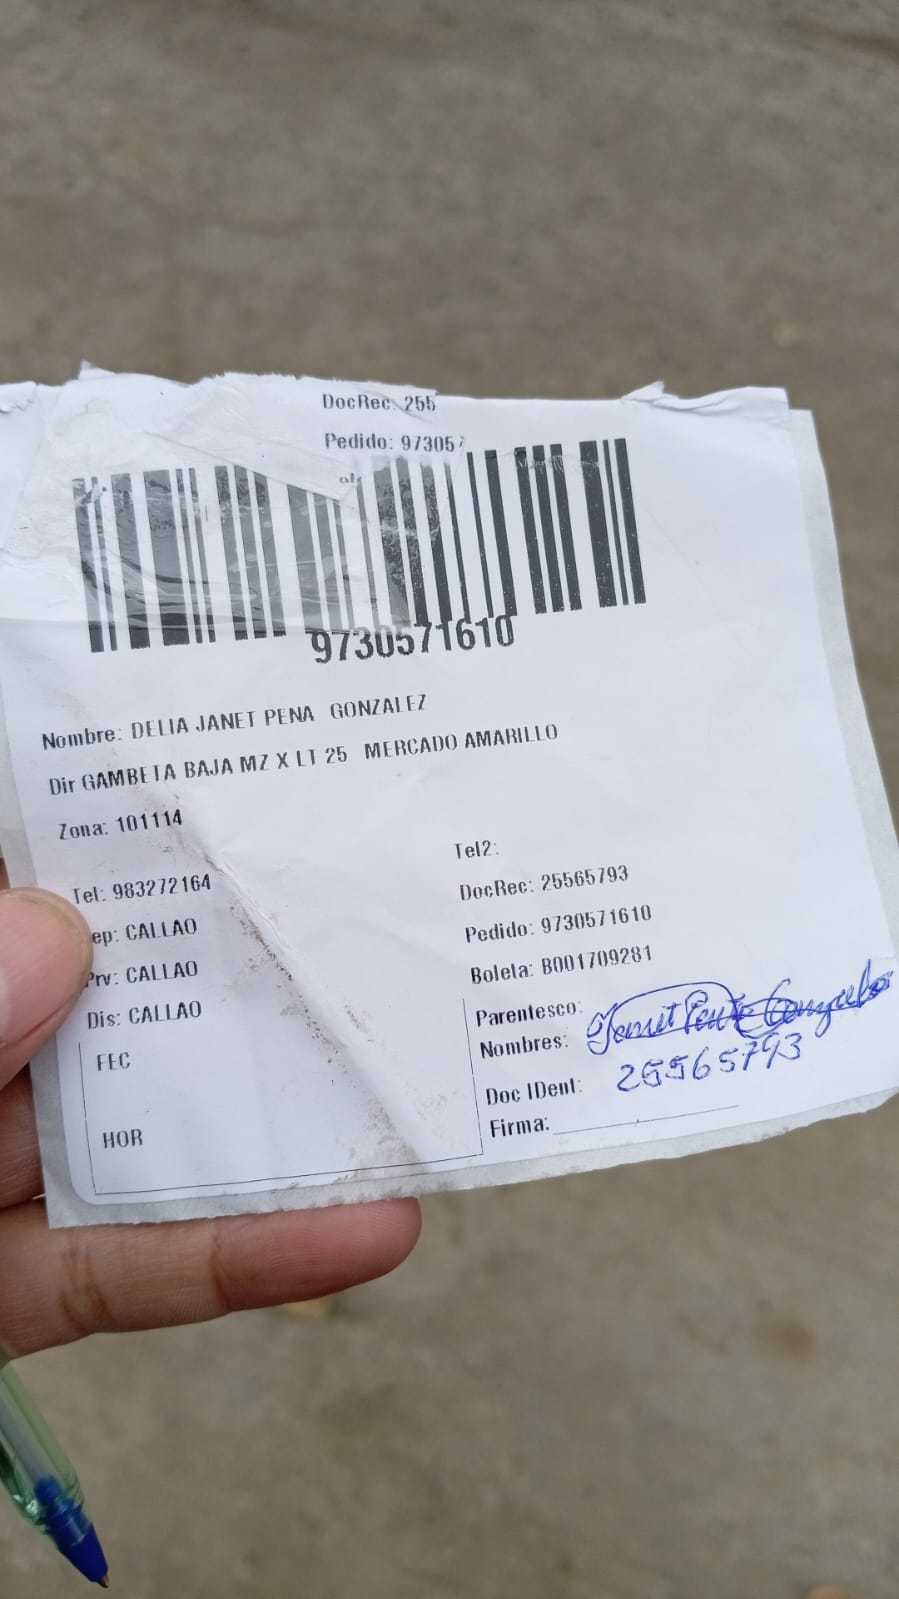 DocRec: 255
Pedido: 97305
9730571610
Nombre: DELIA JANET PENA GONZALEZ
Dir GAMBETA BAJA MZ X LT 25 MERCADO AMARILLO
Zona: 101114
Tel: 983272164
ep: CALLAO
Prv: CALLAO
Dis: CALLAO
FEC
HOR
Tel2:
DocRec: 25565793
Pedido: 9730571610
Boleta: B001709281
Parentesco:
Nombres: Janet
Doc IDent: 25565793
Firma: